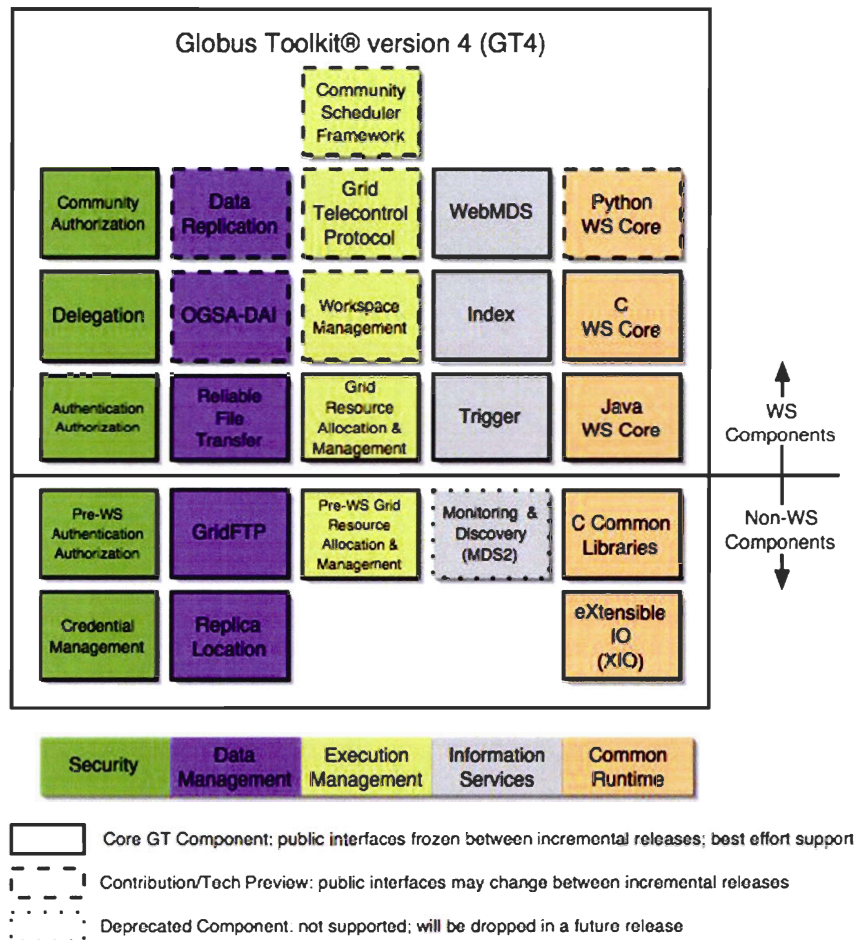 Globus Toolkit® version 4 (GT4)
Community
Scheduler
Framework
Community
Authorization
Data
Replication
Grid
Telecontrol
Protocol
WebMDS
Python
WS Core
Delegation
OGSA-DAI
Workspace
Management
Index
C
WS Core
Authentication
Authorization
Reliable
File
Transfer
Grid
Resource
Allocation &
Management
Trigger
Java
WS Core
WS
Components
Pre-WS
Authentication
Authorization
GridFTP
Pre-WS Grid
Resource
Allocation &
Management
Monitoring &
Discovery
(MDS2)
C Common
Libraries
Non-WS
Components
Credential
Management
Replica
Location
eXtensible
IO
(XIO)
Security
Data
Management
Execution
Management
Information
Services
Common
Runtime
Core GT Component: public interfaces frozen between incremental releases; best effort support
Contribution/Tech Preview: public interfaces may change between incremental releases
Deprecated Component. not supported; will be dropped in a future release